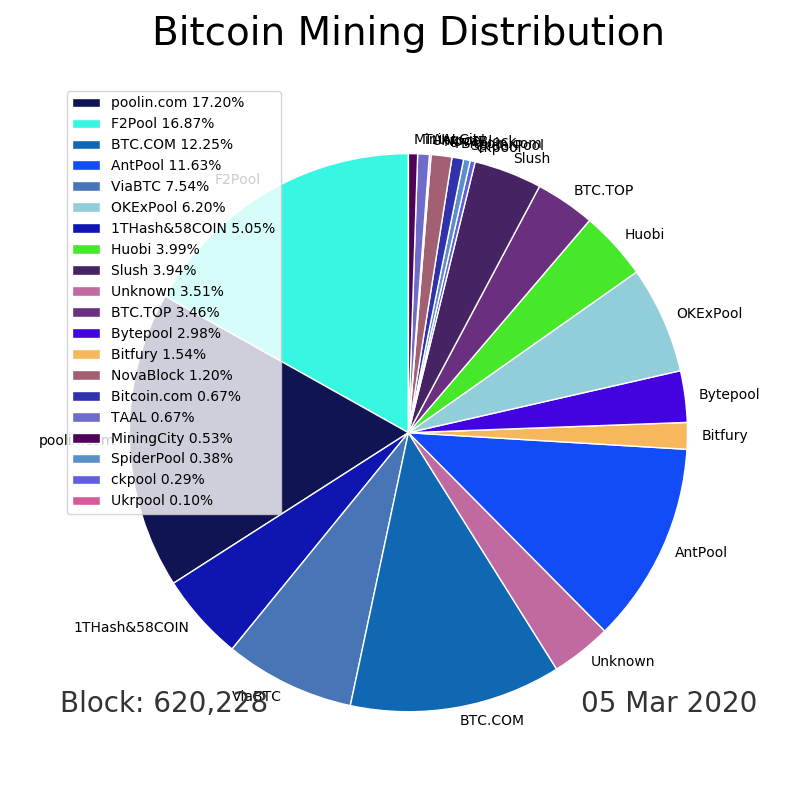 Bitcoin Mining Distribution
poolin.com 17.20%
F2Pool 16.87%
BTC.COM 12.25%
AntPool 11.63%
ViaBTC 7.54%
OKExPool 6.20%
1THash&58COIN 5.05%
Huobi 3.99%
Slush 3.94%
Unknown 3.51%
BTC.TOP 3.46%
Bytepool 2.98%
Bitfury 1.54%
NovaBlock 1.20%
Bitcoin.com 0.67%
TAAL 0.67%
MiningCity 0.53%
SpiderPool 0.38%
ckpool 0.29%
Ukrpool 0.10%
F2Pool
MiningCity
ckpool
Slush
BTC.TOP
Huobi
OKExPool
Bytepool
Bitfury
AntPool
Unknown
BTC.COM
ViaBTC
1THash&58COIN
Block: 620,228
05 Mar 2020